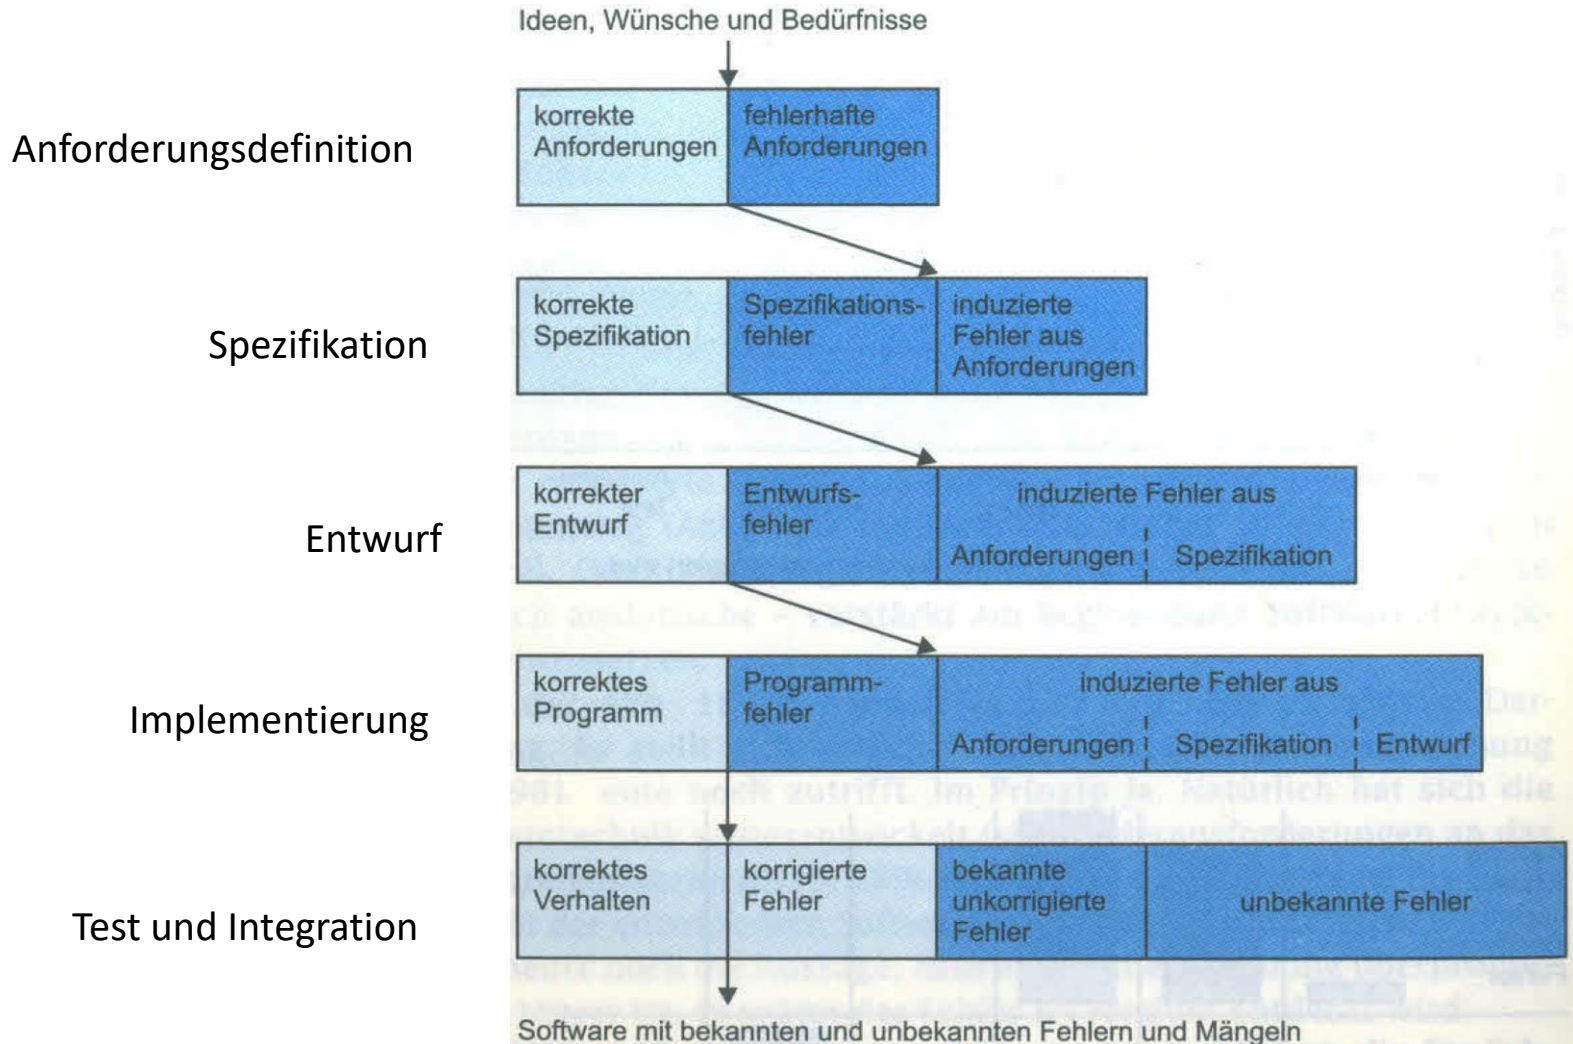 Ideen, Wünsche und Bedürfnisse
Anforderungsdefinition
korrekte
Anforderungen
fehlerhafte
Anforderungen
Spezifikation
korrekte
Spezifikation
Spezifikations-
fehler
induzierte
Fehler aus
Anforderungen
Entwurf
korrekter
Entwurf
Entwurfs-
fehler
induzierte Fehler aus
Anforderungen
Spezifikation
Implementierung
korrektes
Programm
Programm-
fehler
induzierte Fehler aus
Anforderungen
Spezifikation
Entwurf
Test und Integration
korrektes
Verhalten
korrigierte
Fehler
bekannte
unkorrigierte
Fehler
unbekannte Fehler
Software mit bekannten und unbekannten Fehlern und Mängeln